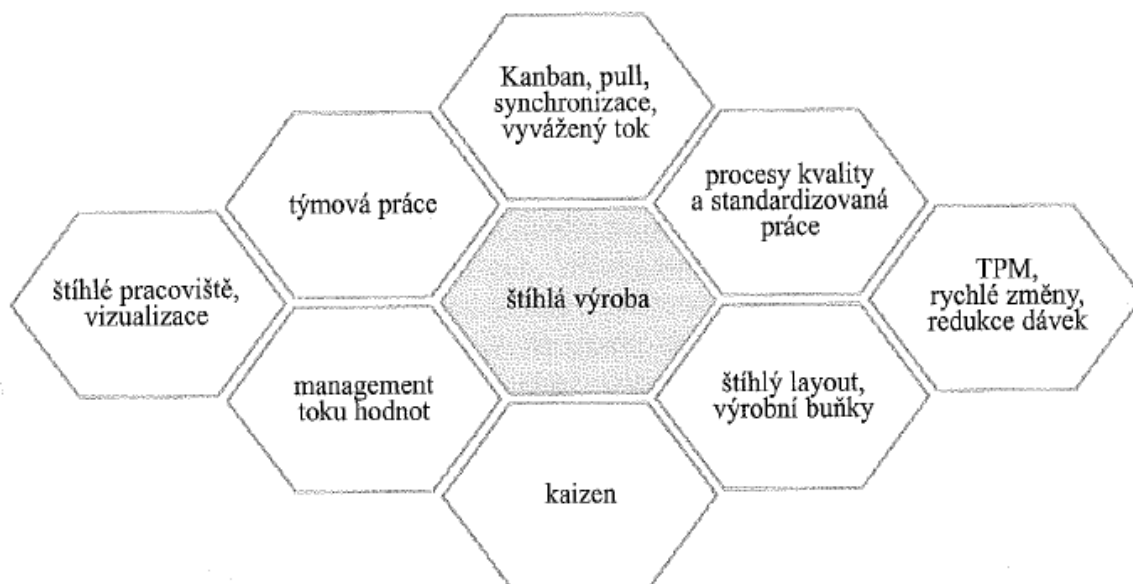 Kanban, pull,
synchronizace,
vyvážený tok
týmová práce
procesy kvality
a standardizovaná
práce
štíhlé pracoviště,
vizualizace
štíhlá výroba
TPM,
rychlé změny,
redukce dávek
management
toku hodnot
štíhlý layout,
výrobní buňky
kaizen